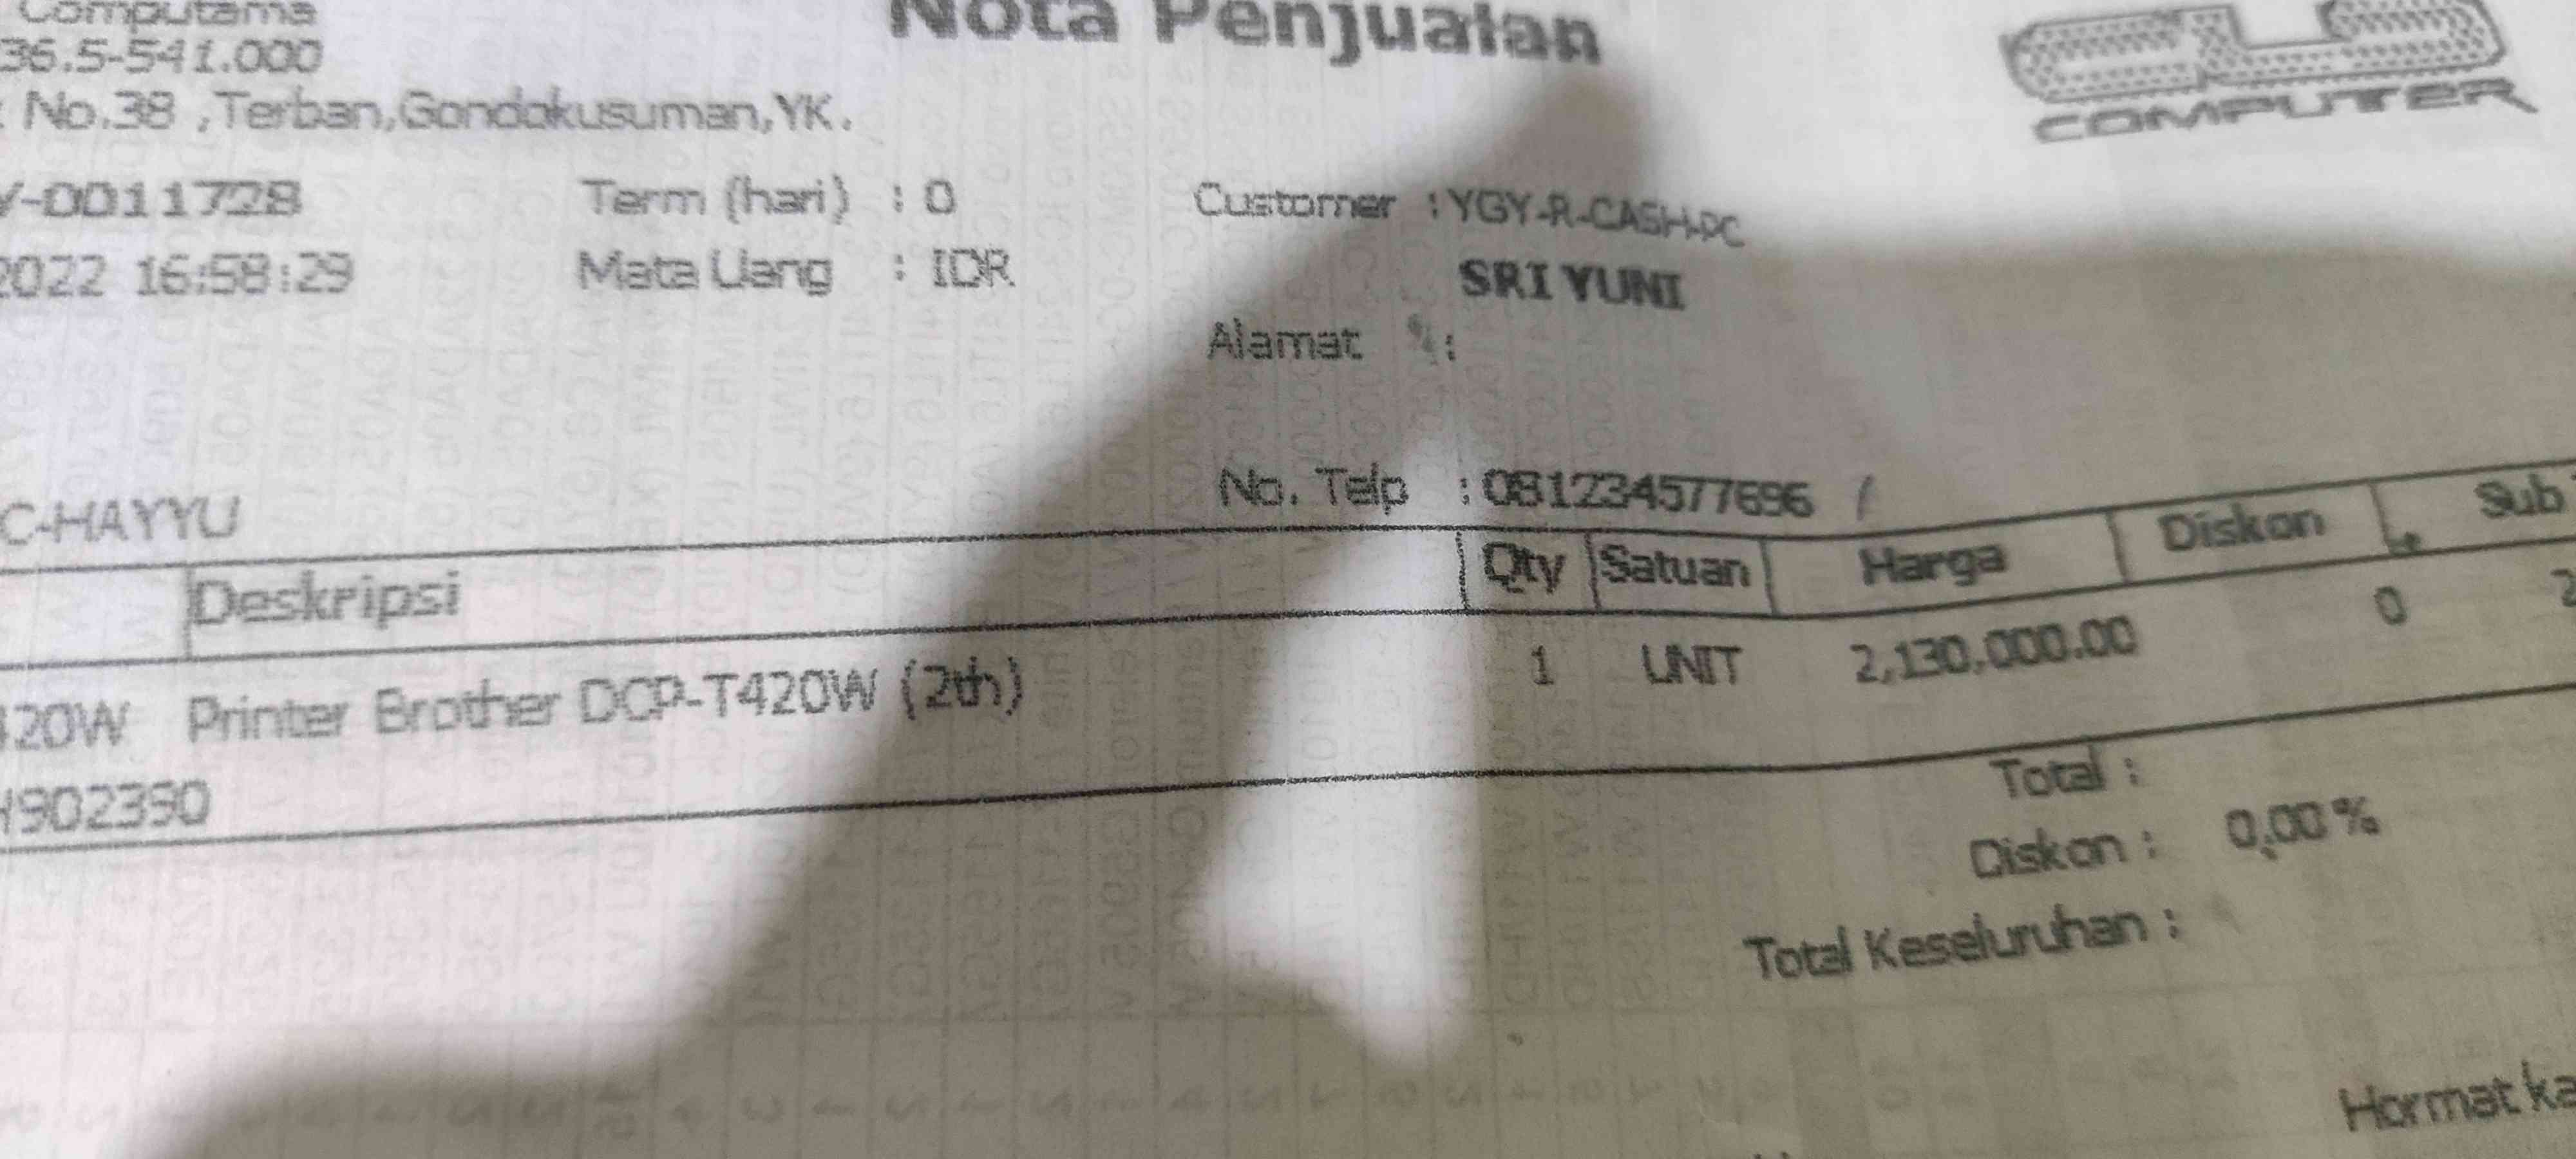 Computama
Nota Penjualan
36.5-541.000
No.38 ,Terban,Gondokusuman,YK.
COMPUTER
V-0011728
Term (hari) : 0
Customer : YGY-R-CASH-PC
2022 16:58:29
Mata Uang : IDR
SRI YUNI
Alamat :
No. Telp : 081234577696
C-HAYYU
Deskripsi Qty Satuan Harga Diskon Sub
420W Printer Brother DCP-T420W (2th) 1 UNIT 2,130,000.00 0 2
H902390
Total :
Diskon : 0,00 %
Total Keseluruhan :
Hormat ka